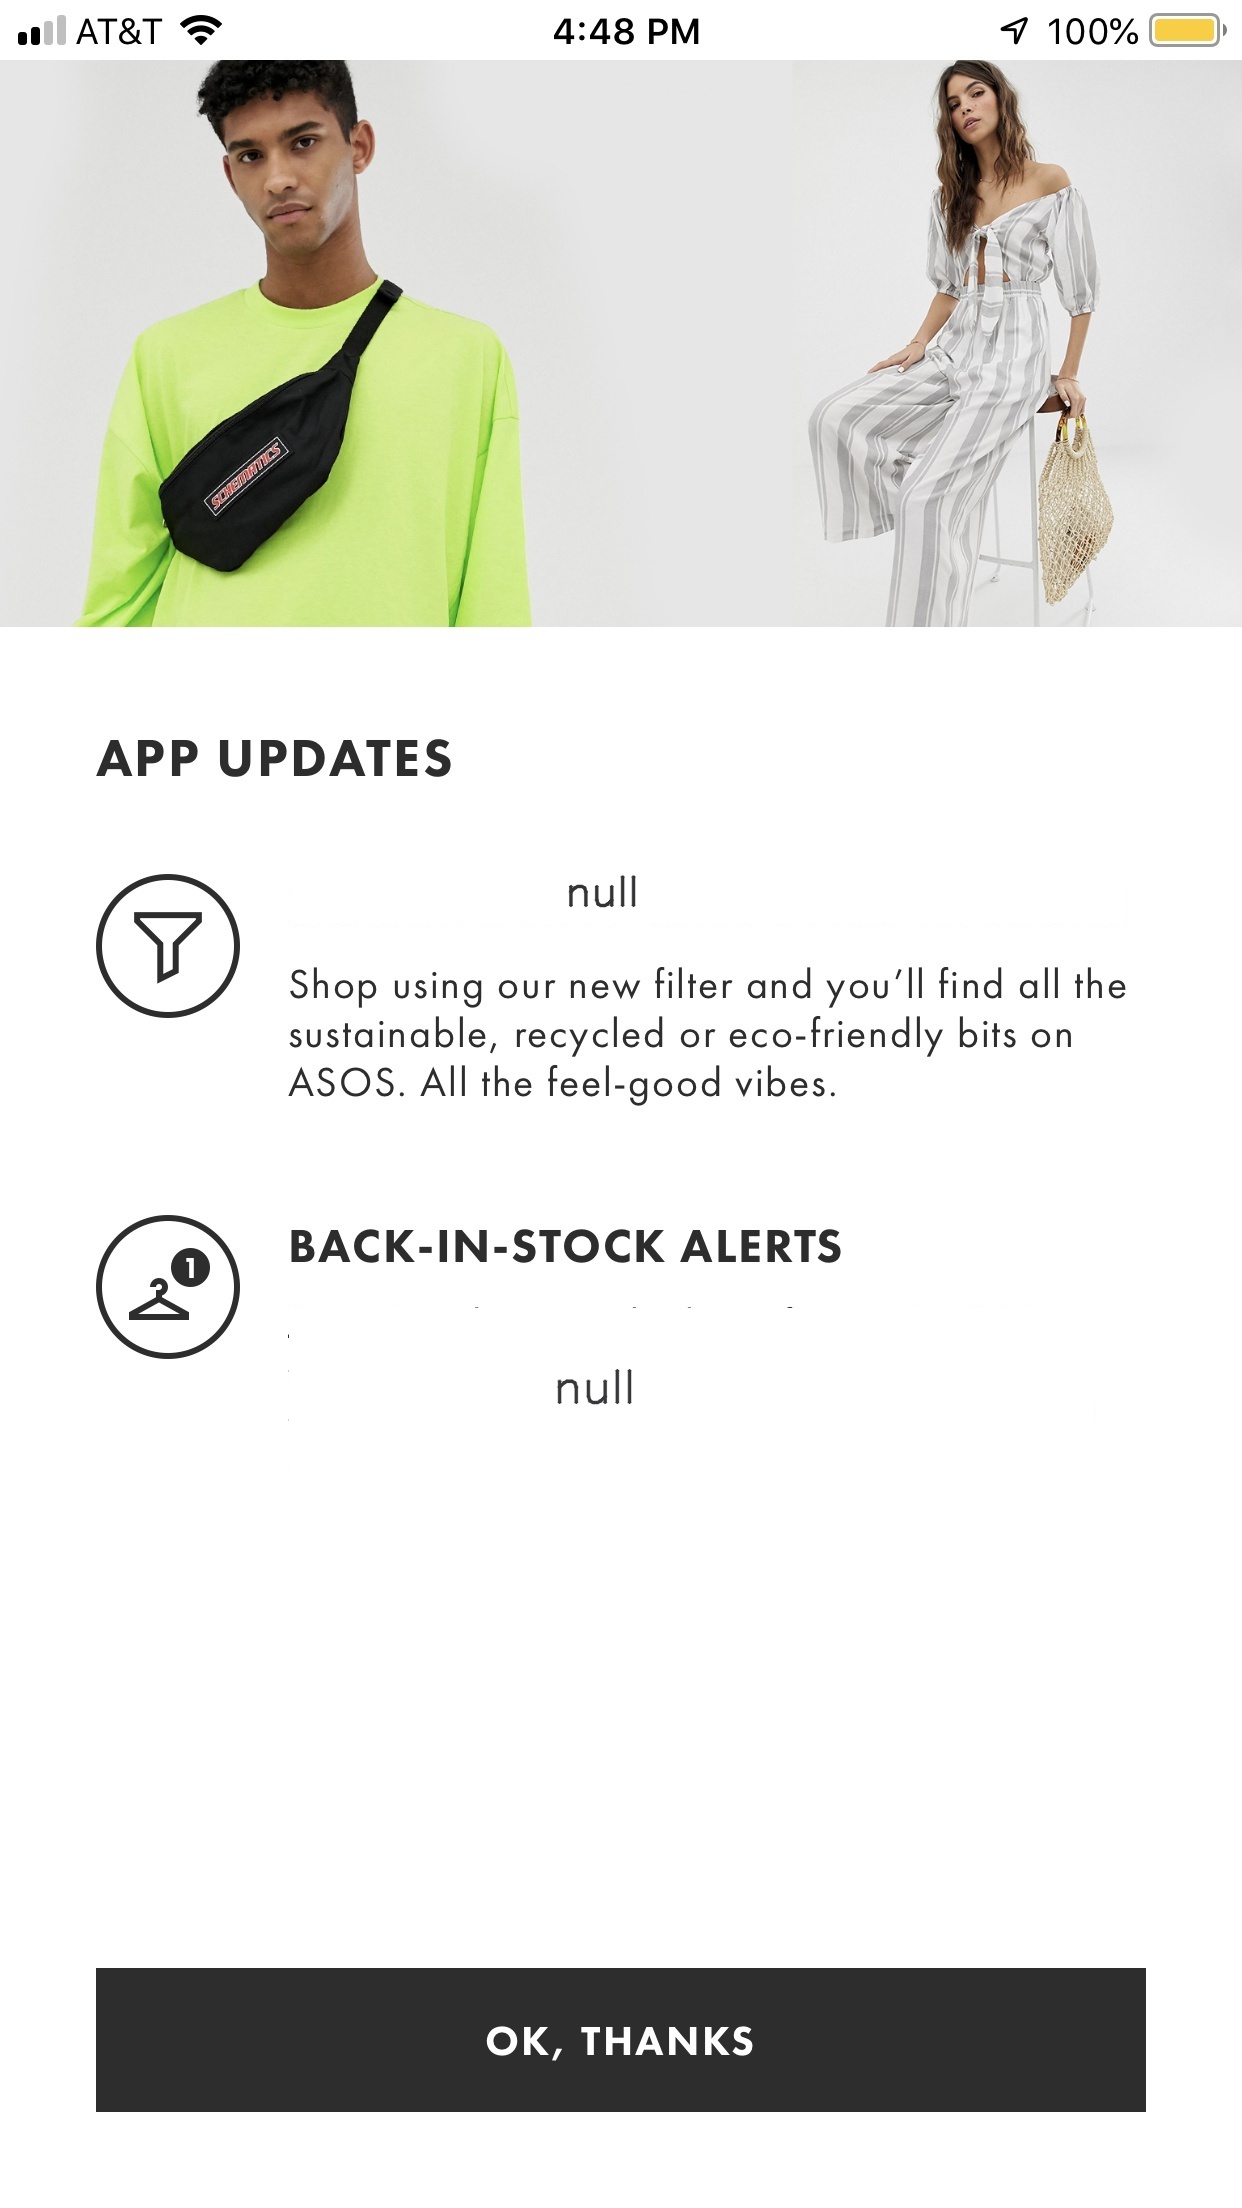 AT&T 4:48 PM 100%
SCHEMATICS
APP UPDATES
null
Shop using our new filter and you’ll find all the
sustainable, recycled or eco-friendly bits on
ASOS. All the feel-good vibes.
1
BACK-IN-STOCK ALERTS
null
OK, THANKS